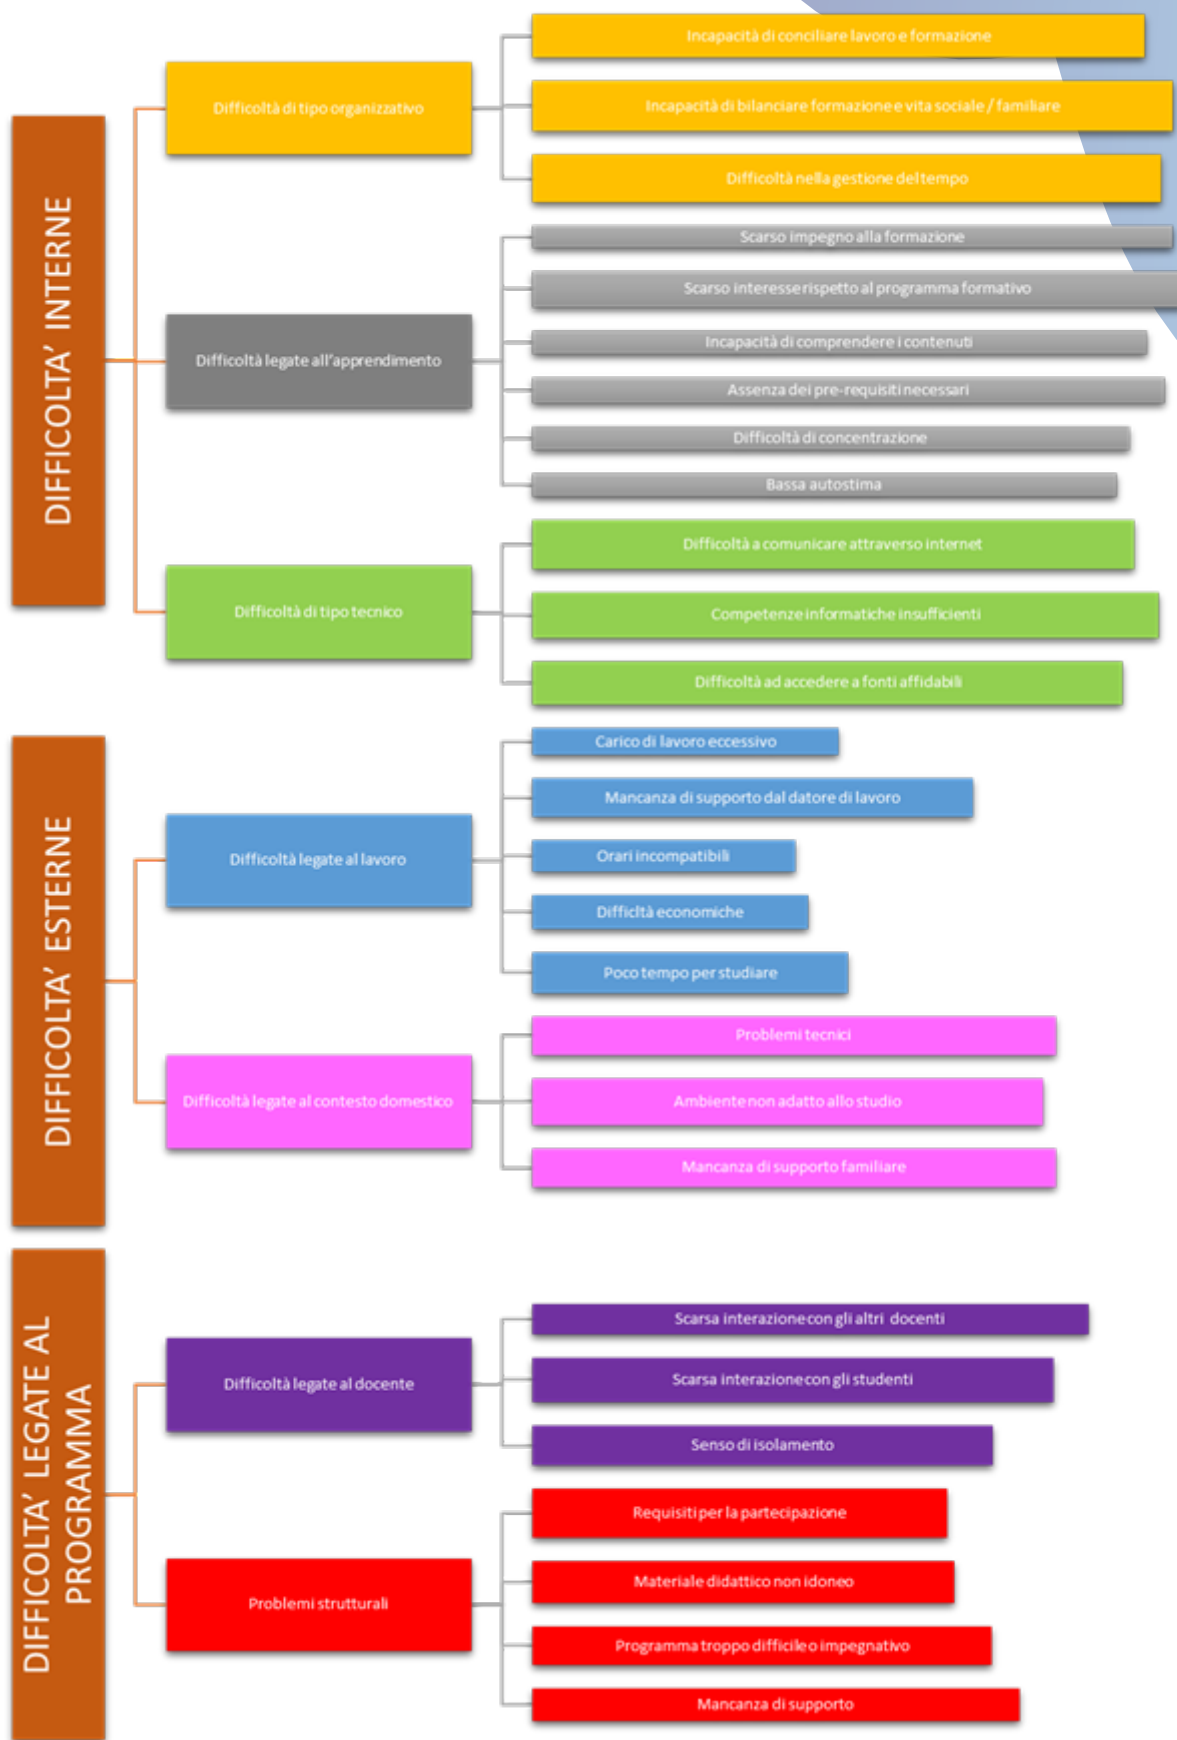 DIFFICOLTA' INTERNE
Difficoltà di tipo organizzativo
Incapacità di conciliare lavoro e formazione
Incapacità di bilanciare formazione e vita sociale / familiare
Difficoltà nella gestione del tempo
Difficoltà legate all'apprendimento
Scarso impegno alla formazione
Scarso interesse rispetto al programma formativo
Incapacità di comprendere i contenuti
Assenza dei pre-requisiti necessari
Difficoltà di concentrazione
Bassa autostima
Difficoltà di tipo tecnico
Difficoltà a comunicare attraverso internet
Competenze informatiche insufficienti
Difficoltà ad accedere a fonti affidabili
DIFFICOLTA' ESTERNE
Difficoltà legate al lavoro
Carico di lavoro eccessivo
Mancanza di supporto dal datore di lavoro
Orari incompatibili
Difficltà economiche
Poco tempo per studiare
Difficoltà legate al contesto domestico
Problemi tecnici
Ambiente non adatto allo studio
Mancanza di supporto familiare
DIFFICOLTA' LEGATE AL
PROGRAMMA
Difficoltà legate al docente
Scarsa interazione con gli altri docenti
Scarsa interazione con gli studenti
Senso di isolamento
Problemi strutturali
Requisiti per la partecipazione
Materiale didattico non idoneo
Programma troppo difficile o impegnativo
Mancanza di supporto